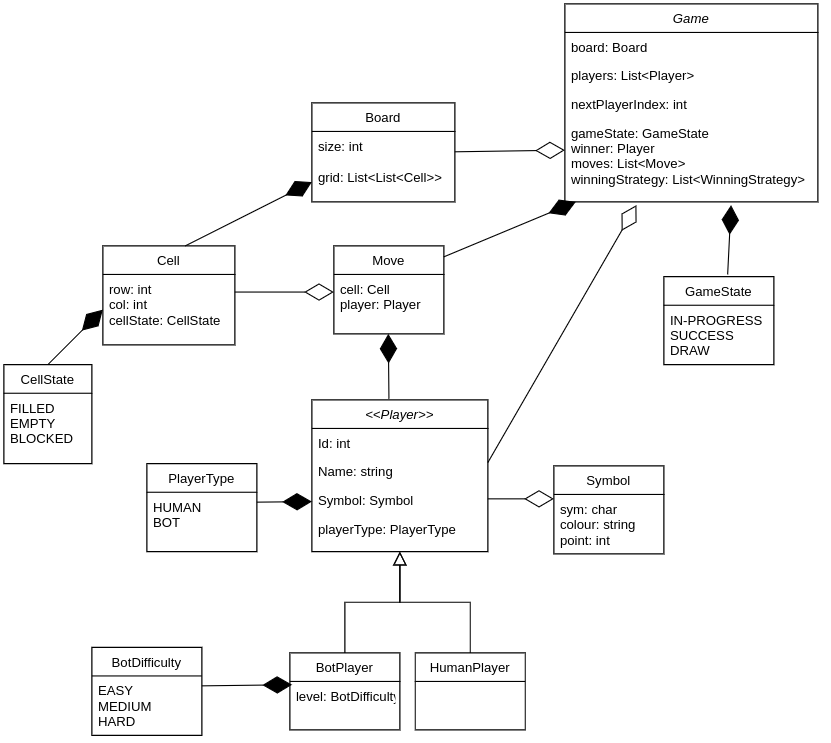 Game
board: Board
players: List<Player>
nextPlayerIndex: int
gameState: GameState
winner: Player
moves: List<Move>
winningStrategy: List<WinningStrategy>
Board
size: int
grid: List<List<Cell>>
Cell
row: int
col: int
cellState: CellState
Move
cell: Cell
player: Player
GameState
IN-PROGRESS
SUCCESS
DRAW
CellState
FILLED
EMPTY
BLOCKED
<<Player>>
Id: int
Name: string
Symbol: Symbol
playerType: PlayerType
PlayerType
HUMAN
BOT
Symbol
sym: char
colour: string
point: int
BotDifficulty
EASY
MEDIUM
HARD
BotPlayer
level: BotDifficulty
HumanPlayer